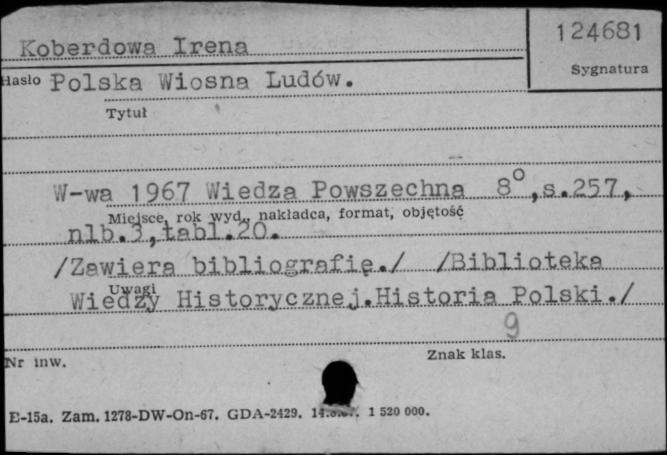 Koberdowa Irena
124681
Sygnatura
Hasło Polska Wiosna Ludów.
Tytuł
W-wa 1967 Wiedza Powszechna 8°,s.257,
Miejsce, rok wyd., nakładca, format, objętość
nlb.3,tabl.20.
/Zawiera bibliografię./ /Biblioteka
Uwagi
Wiedzy Historycznej.Historia Polski./
9
Nr inw.
Znak klas.
E-15a. Zam. 1278-DW-On-67. GDA-2429. 1 520 000.